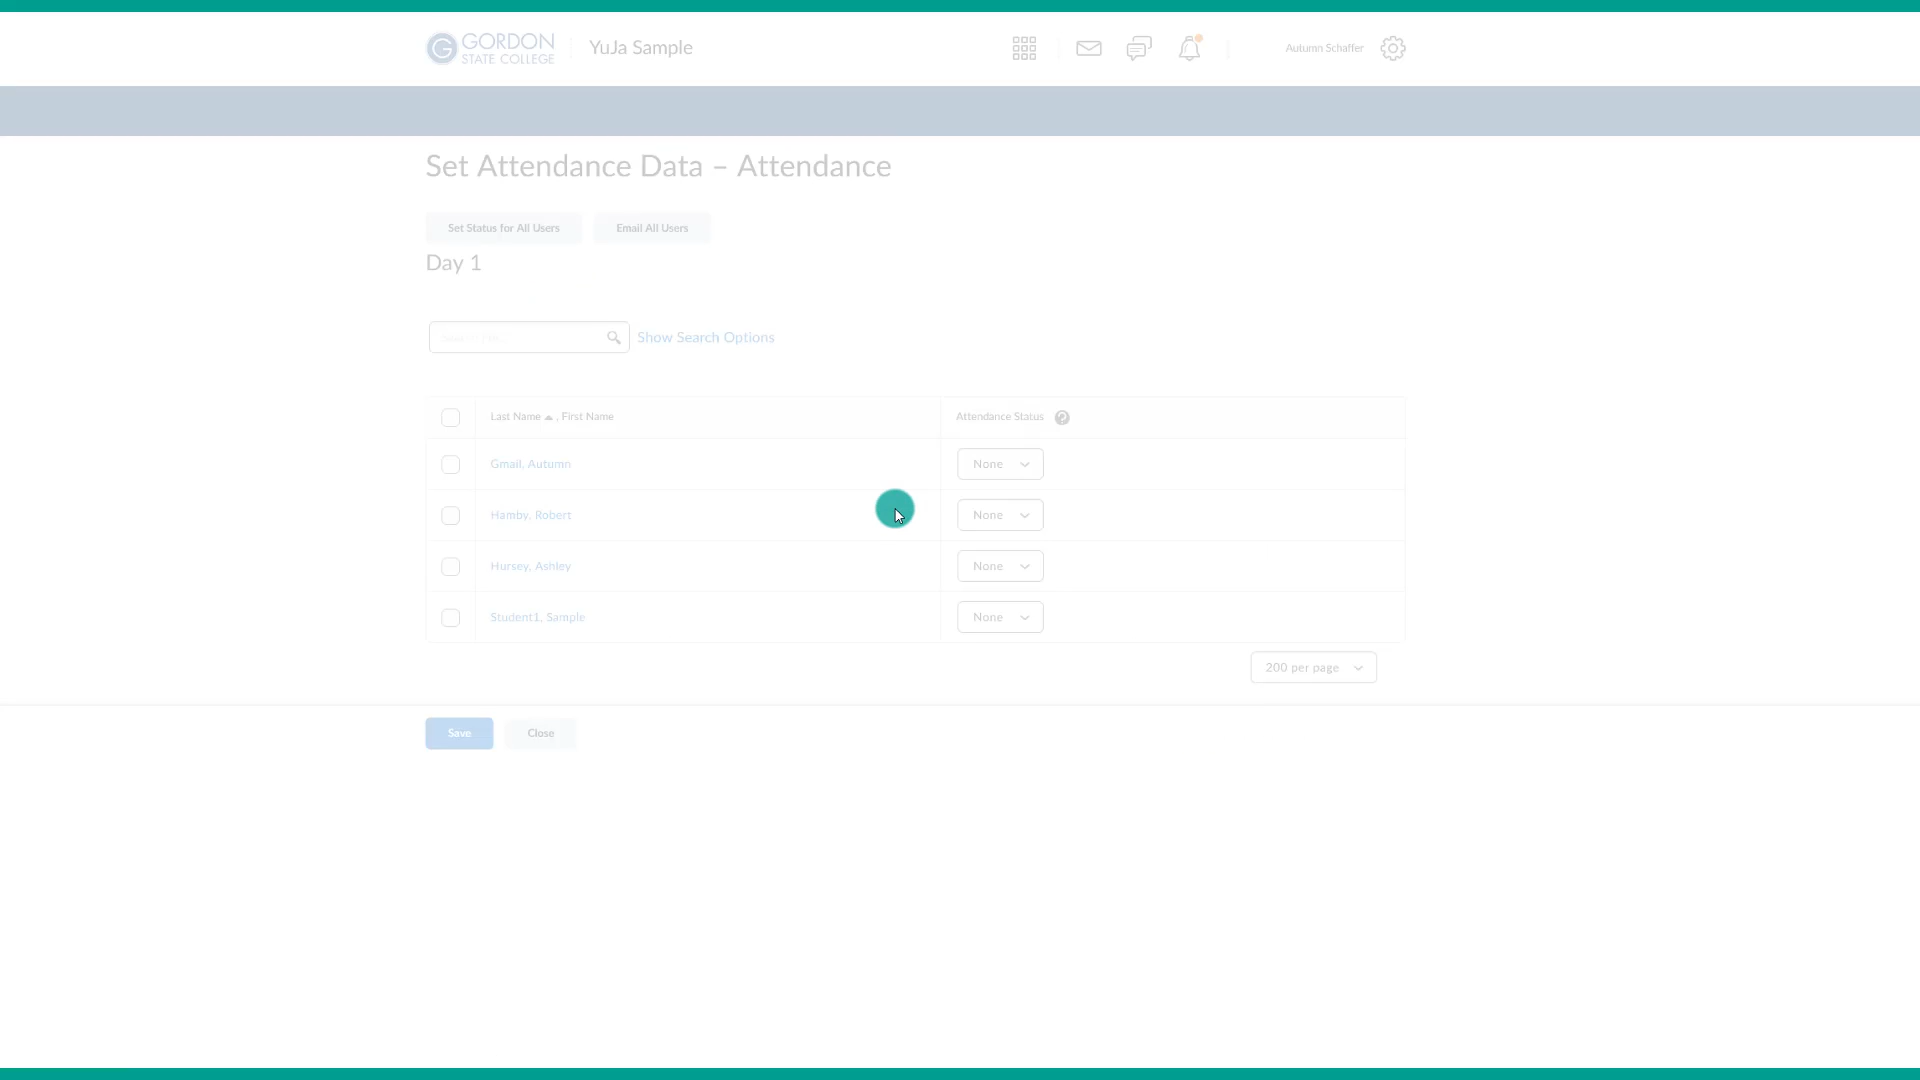 GORDON
STATE COLLEGE
YuJa Sample
Autumn Schaffer
Set Attendance Data – Attendance
Set Status for All Users
Email All Users
Day 1
Show Search Options
Last Name , First Name
Attendance Status
Gmail, Autumn
None
Hamby, Robert
None
Hursey, Ashley
None
Student1, Sample
None
200 per page
Save
Close